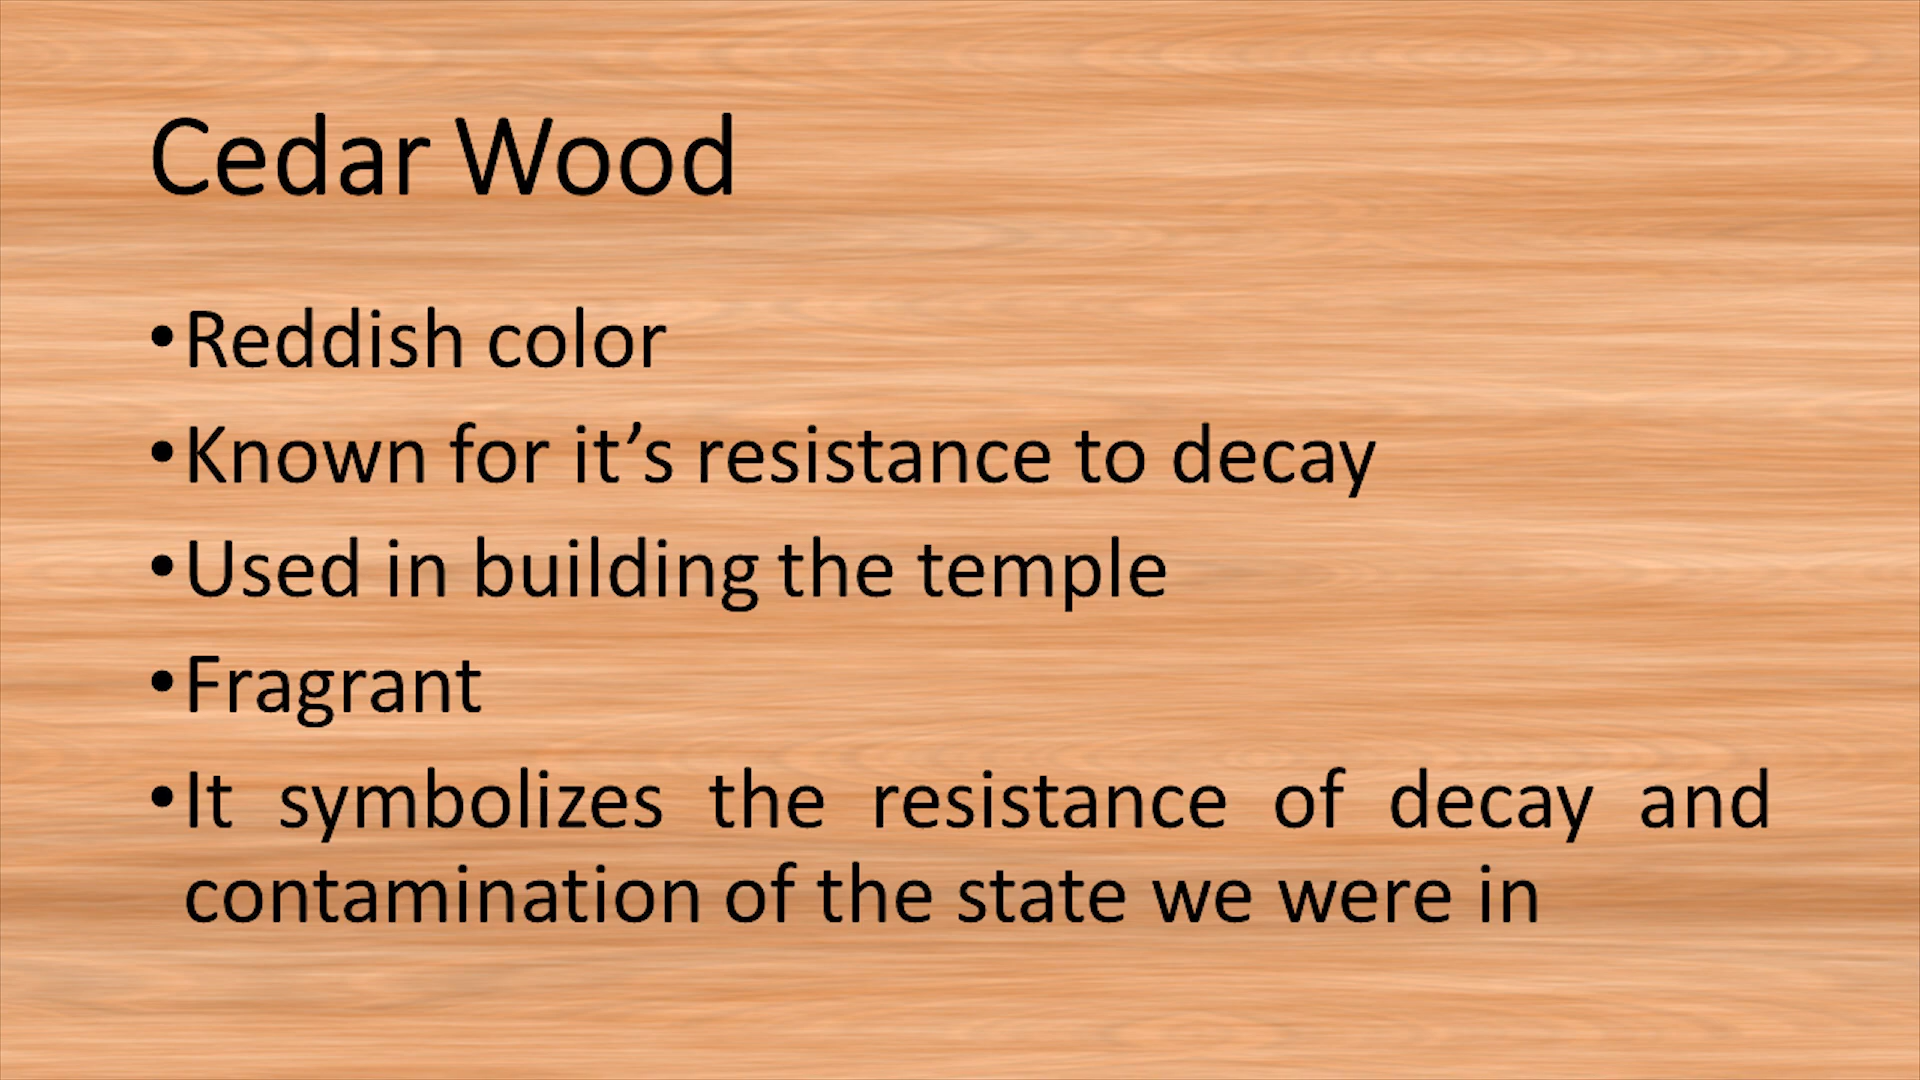 Cedar Wood
•Reddish color
•Known for it’s resistance to decay
•Used in building the temple
•Fragrant
•It symbolizes the resistance of decay and
contamination of the state we were in